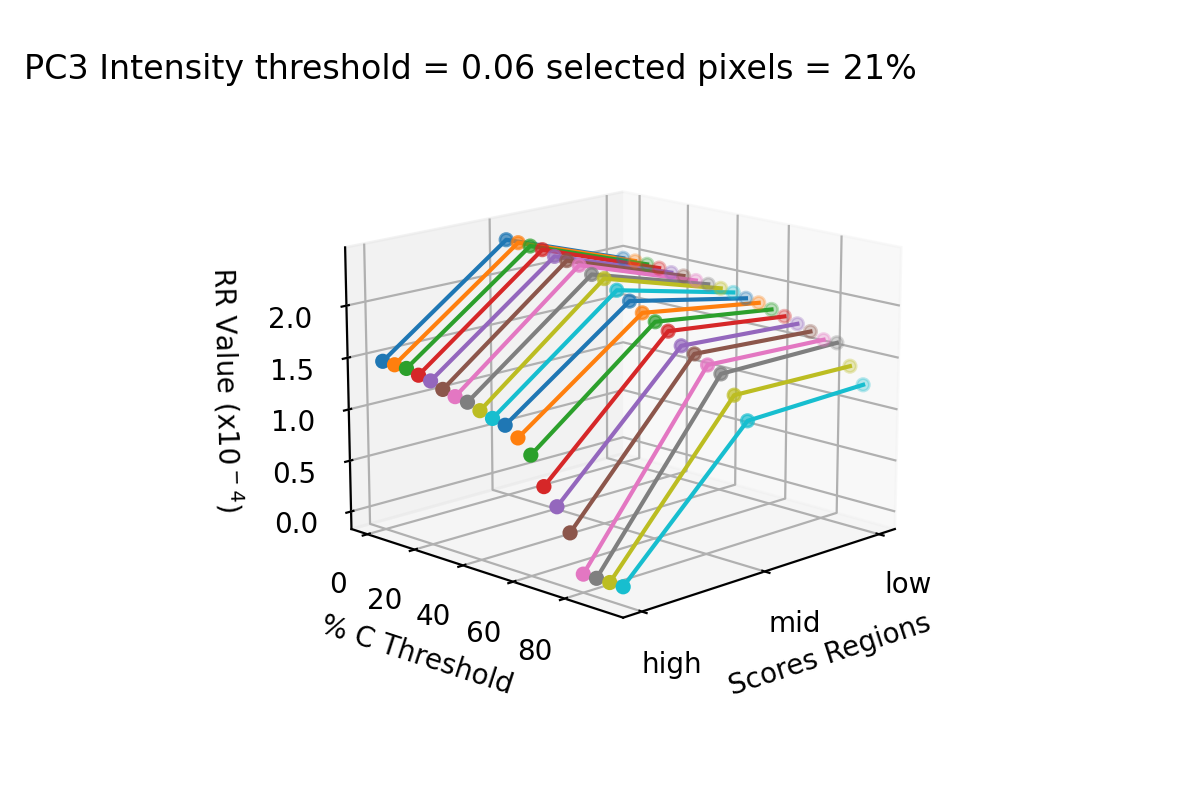 PC3 Intensity threshold = 0.06 selected pixels = 21%
RR Value (x10⁻⁴)
2.0
1.5
1.0
0.5
0.0
0
20
40
60
80
% C Threshold
high
mid
low
Scores Regions